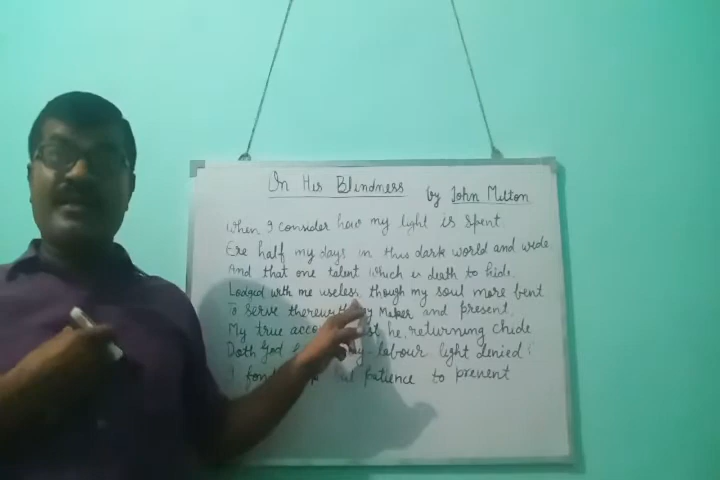 On His Blindness by John Milton
When I consider how my light is spent
Ere half my days in this dark world and wide.
And that one talent which is death to hide.
Lodged with me useless, though my soul more bent
To serve therewith my Maker and present.
My true he returning chide
Doth God labour light denied?
I patience to prevent